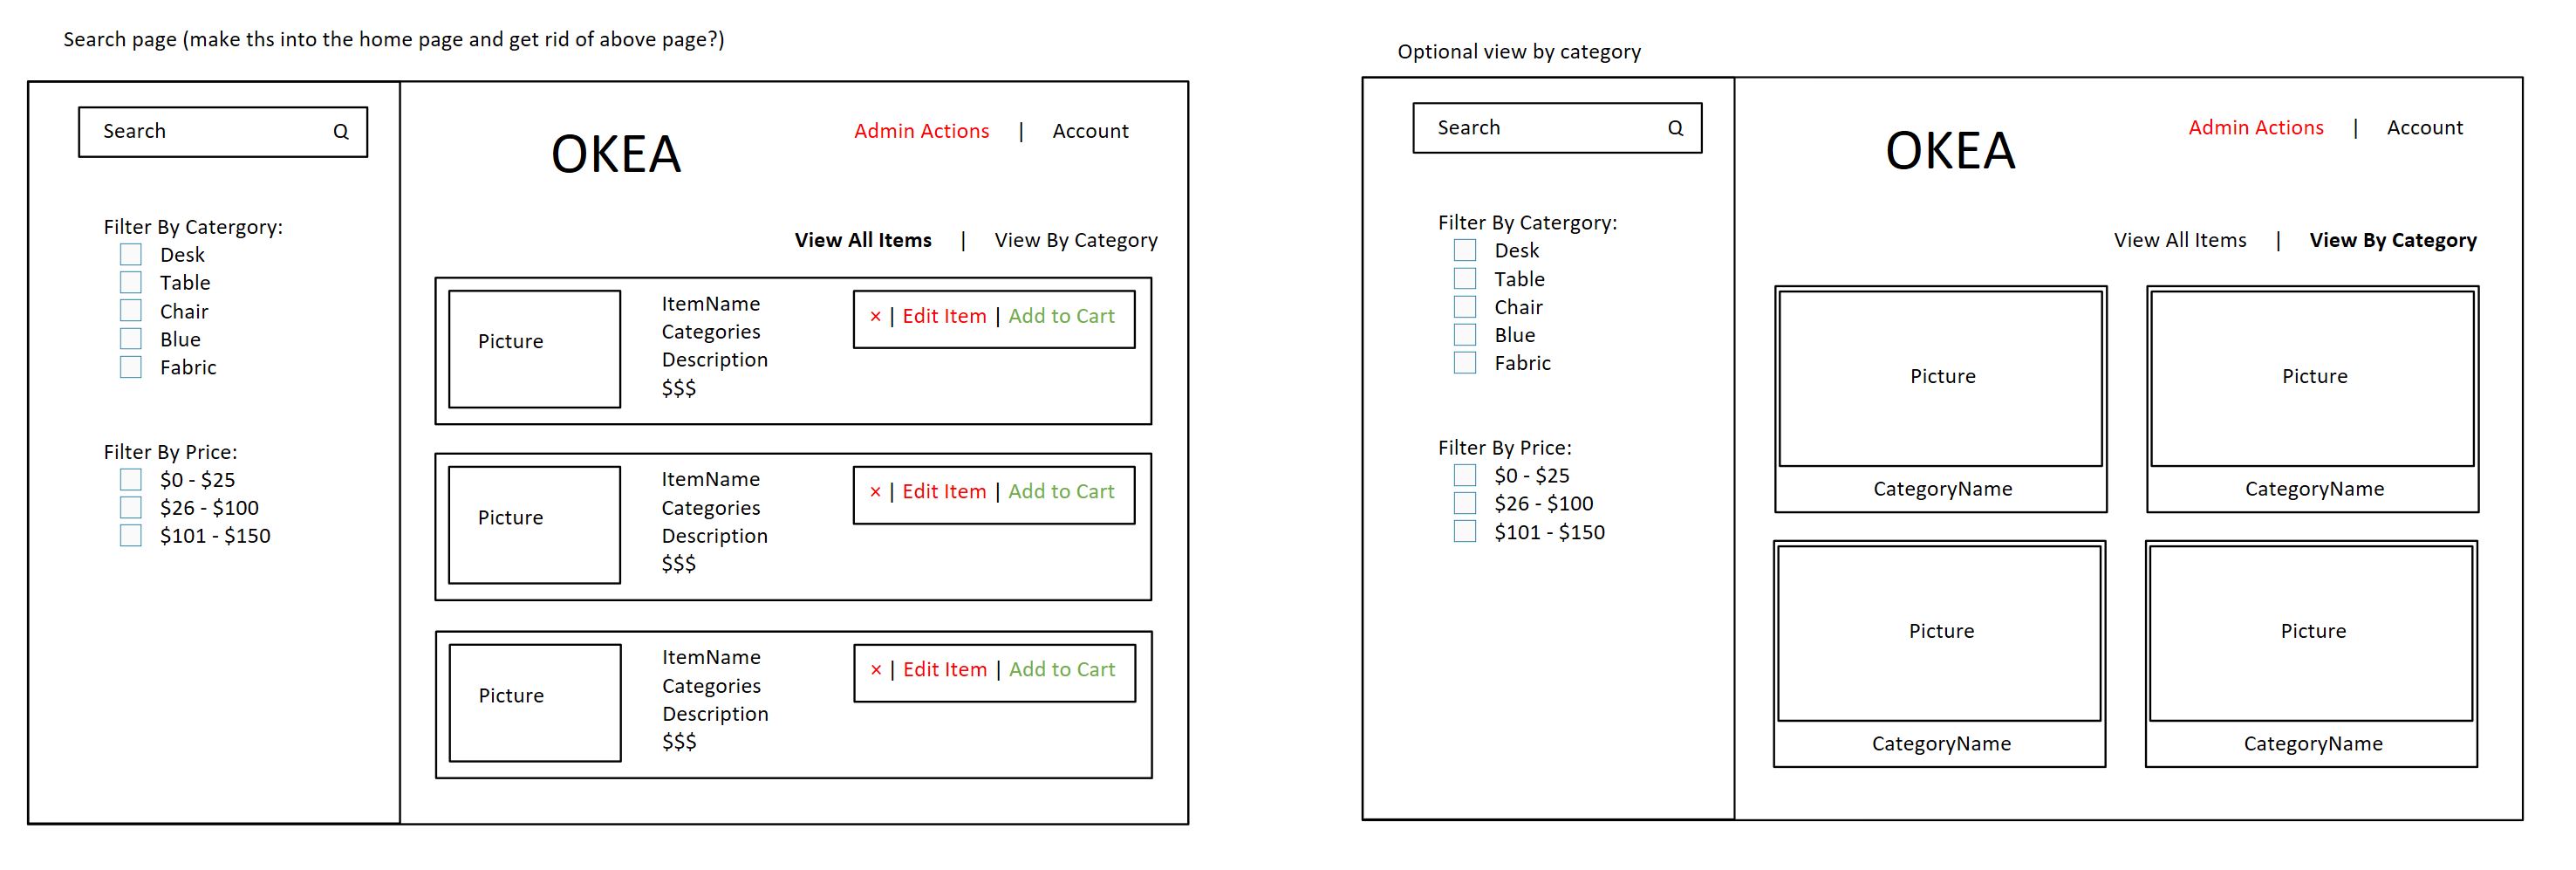 Search page (make ths into the home page and get rid of above page?)
Search Q
OKEA
Admin Actions | Account
Filter By Catergory:
Desk
Table
Chair
Blue
Fabric
Filter By Price:
$0 - $25
$26 - $100
$101 - $150
View All Items | View By Category
Picture
ItemName
Categories
Description
$$$
× | Edit Item | Add to Cart
Picture
ItemName
Categories
Description
$$$
× | Edit Item | Add to Cart
Picture
ItemName
Categories
Description
$$$
× | Edit Item | Add to Cart
Optional view by category
Search Q
OKEA
Admin Actions | Account
Filter By Catergory:
Desk
Table
Chair
Blue
Fabric
Filter By Price:
$0 - $25
$26 - $100
$101 - $150
View All Items | View By Category
Picture
CategoryName
Picture
CategoryName
Picture
CategoryName
Picture
CategoryName